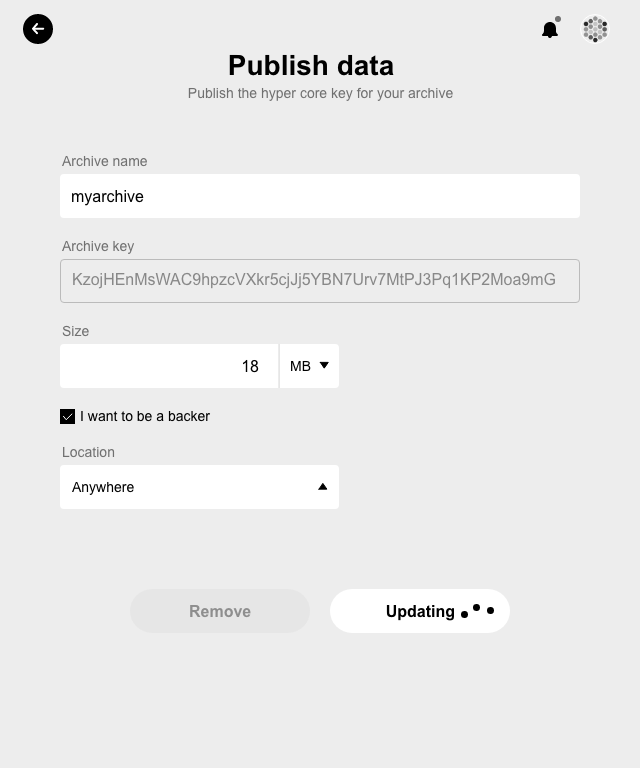 Publish data
Publish the hyper core key for your archive
Archive name
myarchive
Archive key
KzojHEnMsWAC9hpzcVXkr5cjJj5YBN7Urv7MtPJ3Pq1KP2Moa9mG
Size
18 MB
I want to be a backer
Location
Anywhere
Remove Updating